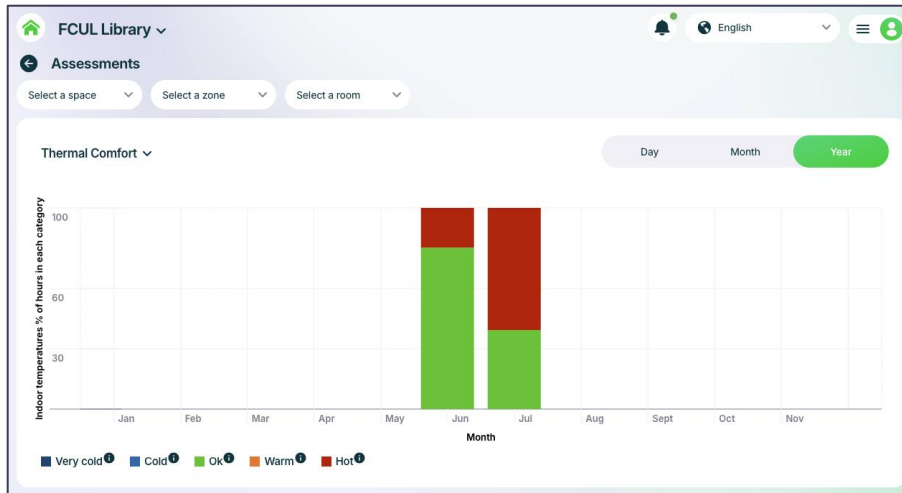 FCUL Library
English
Assessments
Select a space
Select a zone
Select a room
Thermal Comfort
Day
Month
Year
Indoor temperatures % of hours in each category
100
60
30
Jan
Feb
Mar
Apr
May
Jun
Jul
Aug
Sept
Oct
Nov
Month
Very cold
Cold
Ok
Warm
Hot